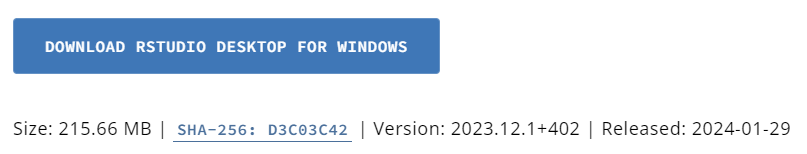 DOWNLOAD RSTUDIO DESKTOP FOR WINDOWS
Size: 215.66 MB | SHA-256: D3C03C42 | Version: 2023.12.1+402 | Released: 2024-01-29